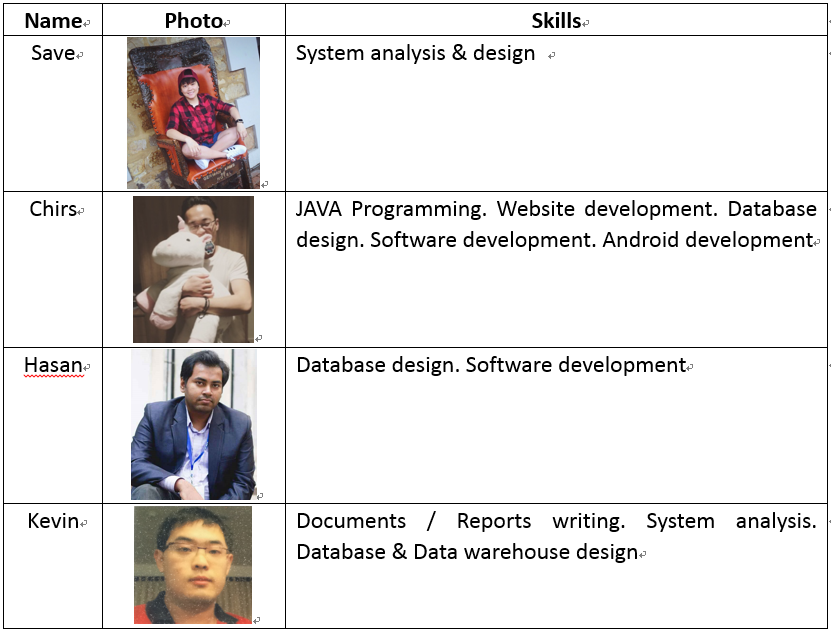 Name Photo Skills
Save System analysis & design
Chirs JAVA Programming. Website development. Database
design. Software development. Android development
Hasan Database design. Software development
Kevin Documents / Reports writing. System analysis.
Database & Data warehouse design